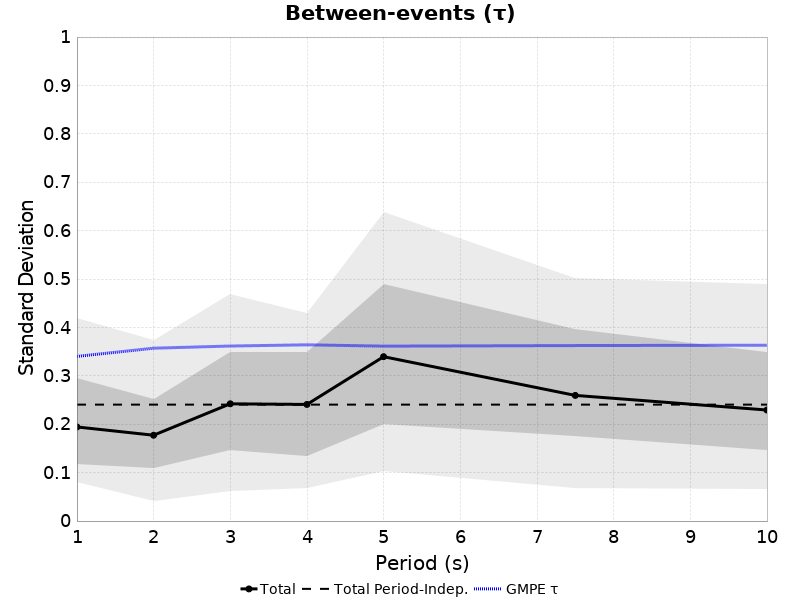 Between-events (τ)
Standard Deviation
1
0.9
0.8
0.7
0.6
0.5
0.4
0.3
0.2
0.1
0
1 2 3 4 5 6 7 8 9 10
Period (s)
Total Total Period-Indep. GMPE τ